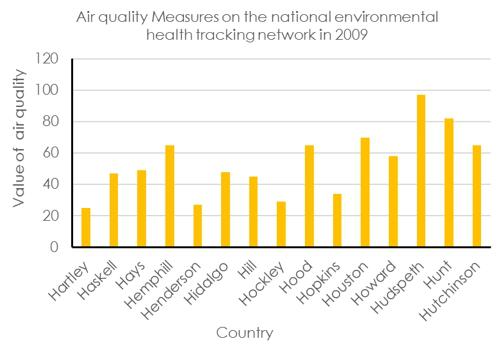 Air quality Measures on the national environmental
health tracking network in 2009
Value of air quality
120
100
80
60
40
20
0
Hartley
Haskell
Hays
Hemphill
Henderson
Hidalgo
Hill
Hockley
Hood
Hopkins
Houston
Howard
Hudspeth
Hunt
Hutchinson
Country